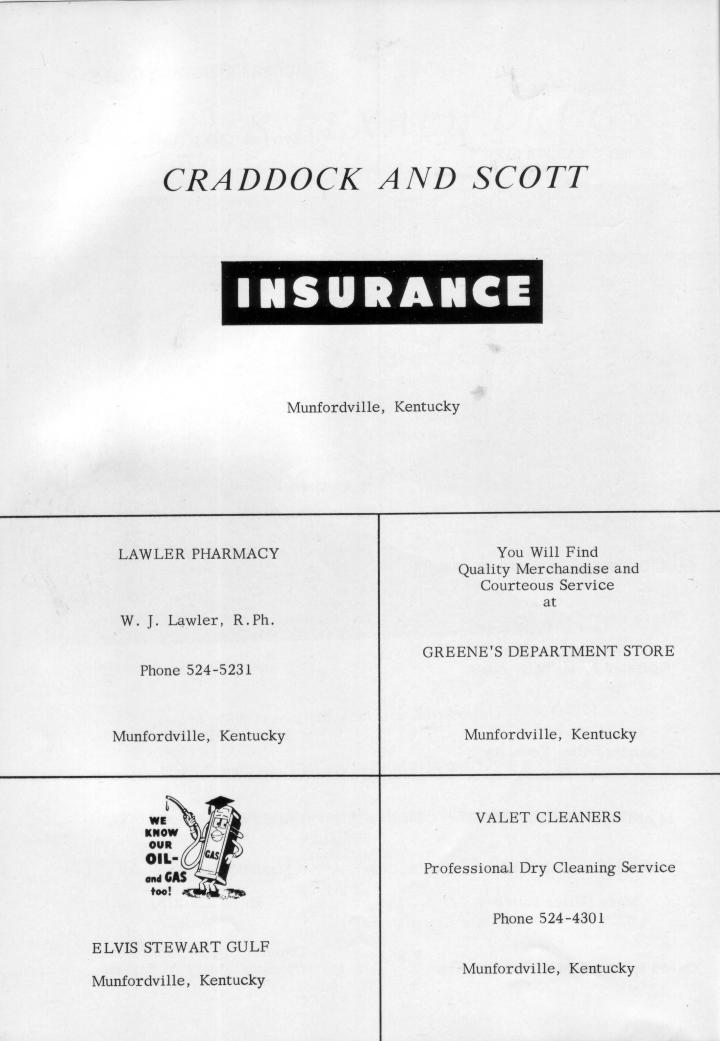 CRADDOCK AND SCOTT
INSURANCE
Munfordville, Kentucky
LAWLER PHARMACY
W. J. Lawler, R.Ph.
Phone 524-5231
Munfordville, Kentucky
You Will Find
Quality Merchandise and
Courteous Service
at
GREENE'S DEPARTMENT STORE
Munfordville, Kentucky
WE
KNOW
OUR
OIL-
and GAS
too!
GAS
ELVIS STEWART GULF
Munfordville, Kentucky
VALET CLEANERS
Professional Dry Cleaning Service
Phone 524-4301
Munfordville, Kentucky